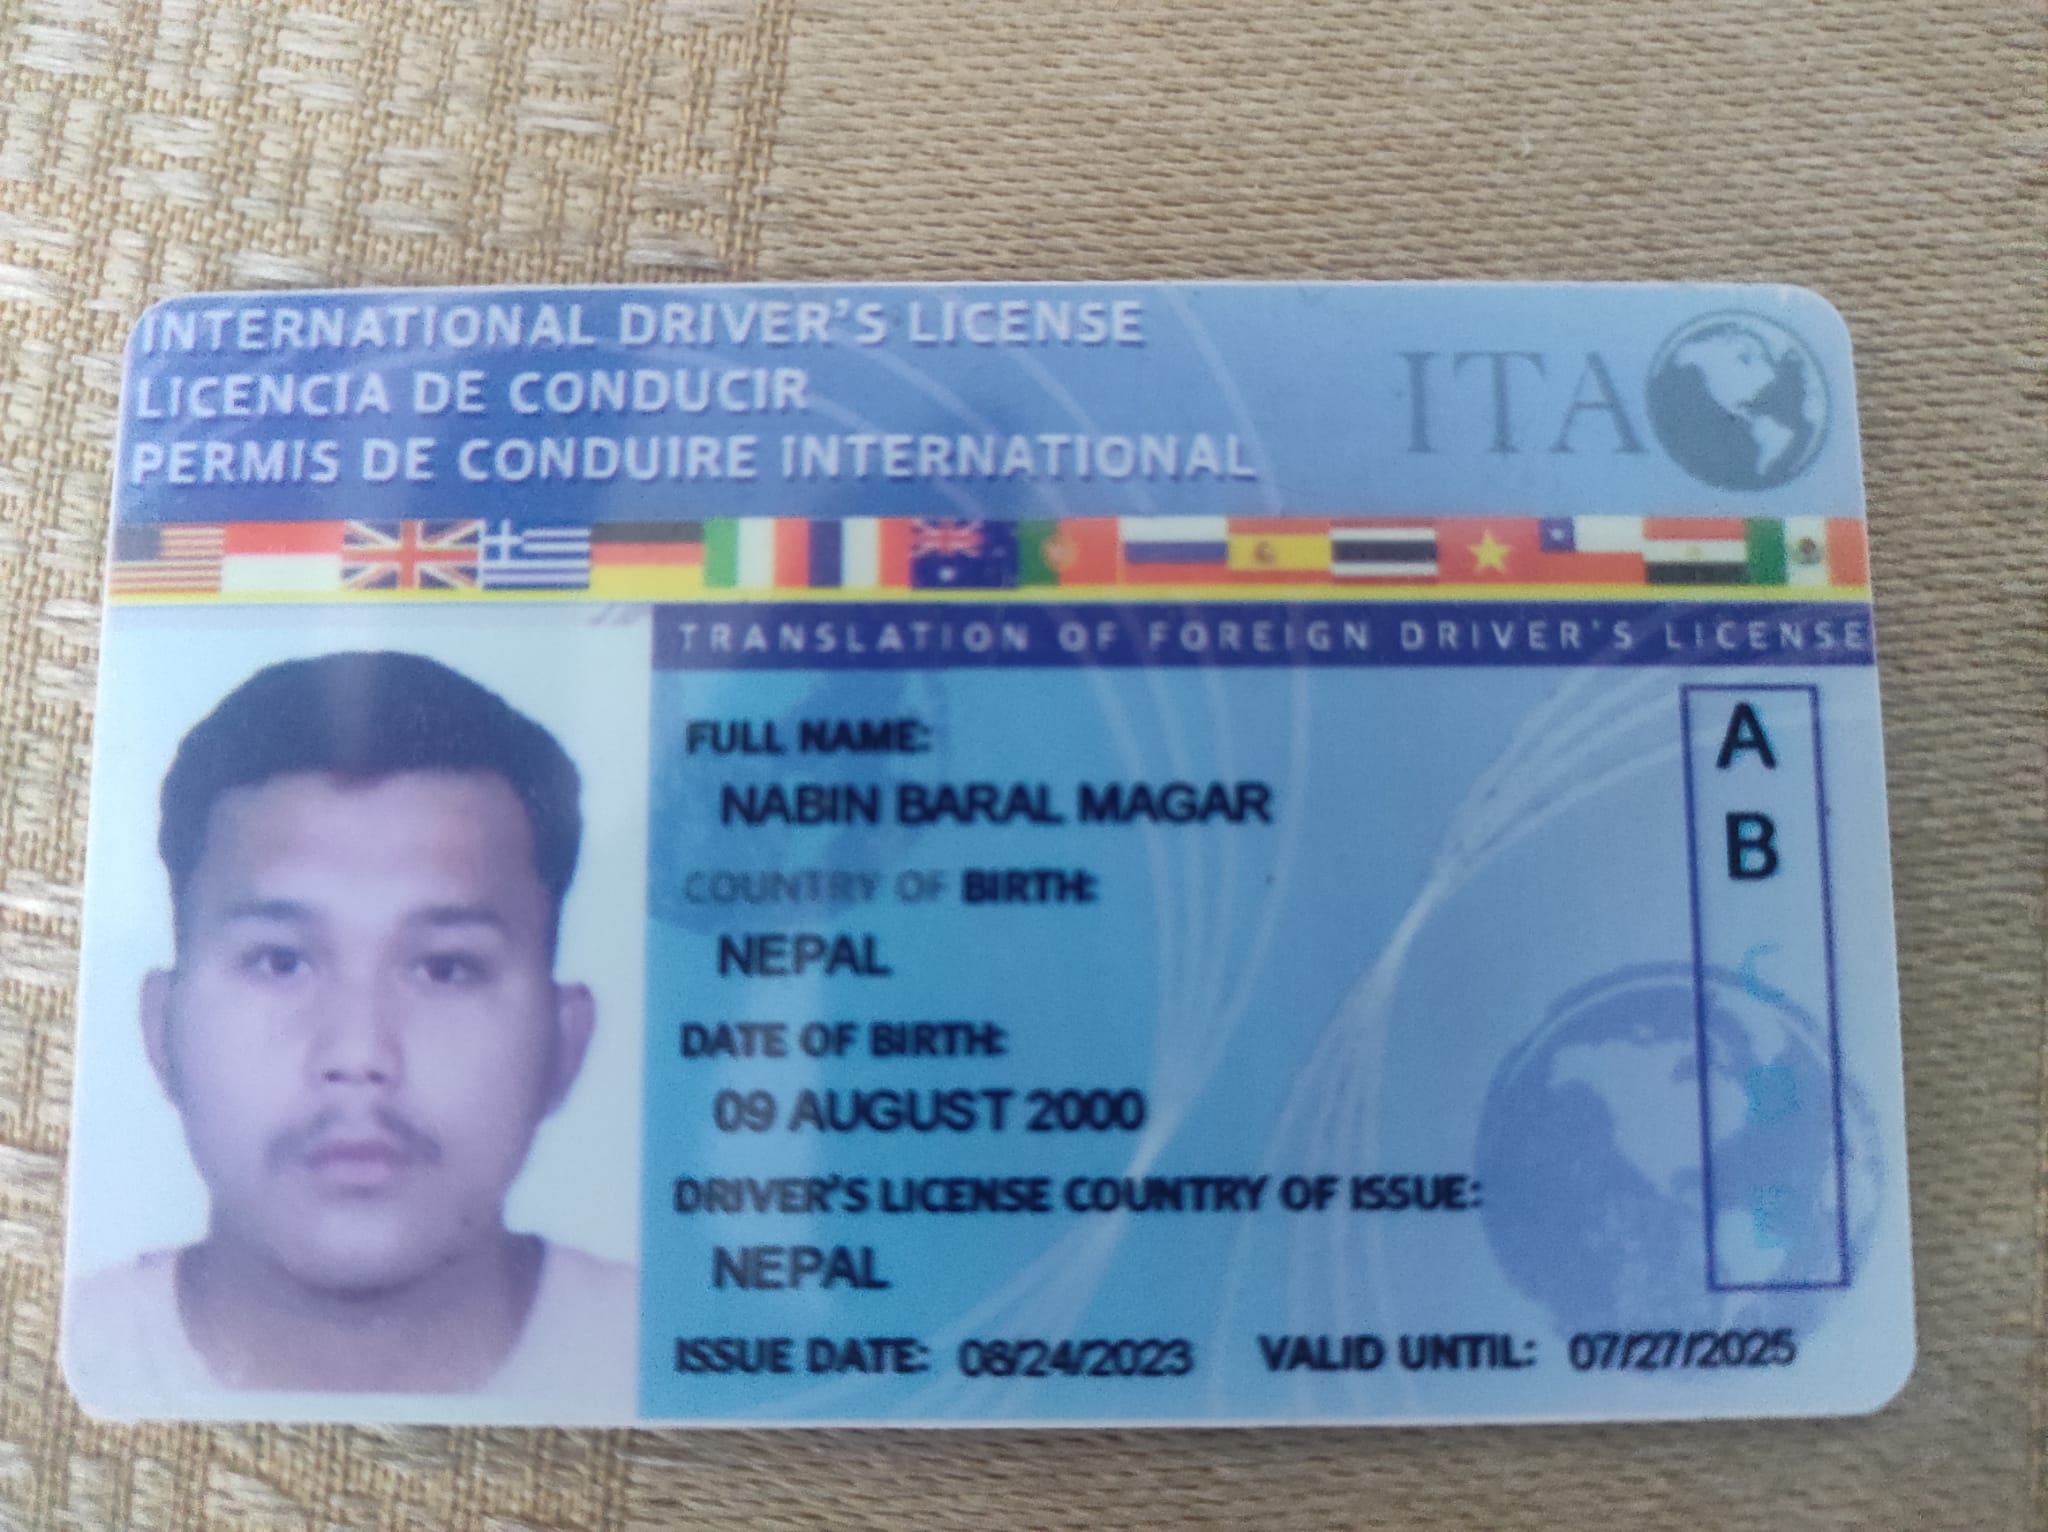 INTERNATIONAL DRIVER'S LICENSE
LICENCIA DE CONDUCIR
PERMIS DE CONDUIRE INTERNATIONAL
ITA
TRANSLATION OF FOREIGN DRIVER'S LICENSE
FULL NAME:
NABIN BARAL MAGAR
COUNTRY OF BIRTH:
NEPAL
DATE OF BIRTH:
09 AUGUST 2000
DRIVER'S LICENSE COUNTRY OF ISSUE:
NEPAL
ISSUE DATE: 08/24/2023 VALID UNTIL: 07/27/2025
A
B
C
D
E